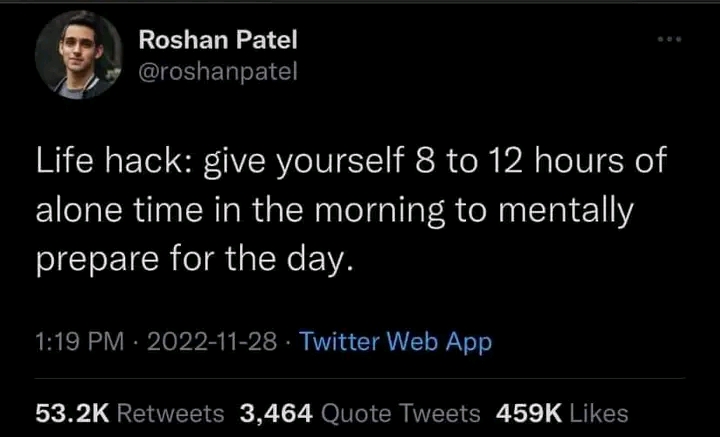 Roshan Patel
@roshanpatel
Life hack: give yourself 8 to 12 hours of
alone time in the morning to mentally
prepare for the day.
1:19 PM · 2022-11-28 · Twitter Web App
53.2K Retweets 3,464 Quote Tweets 459K Likes